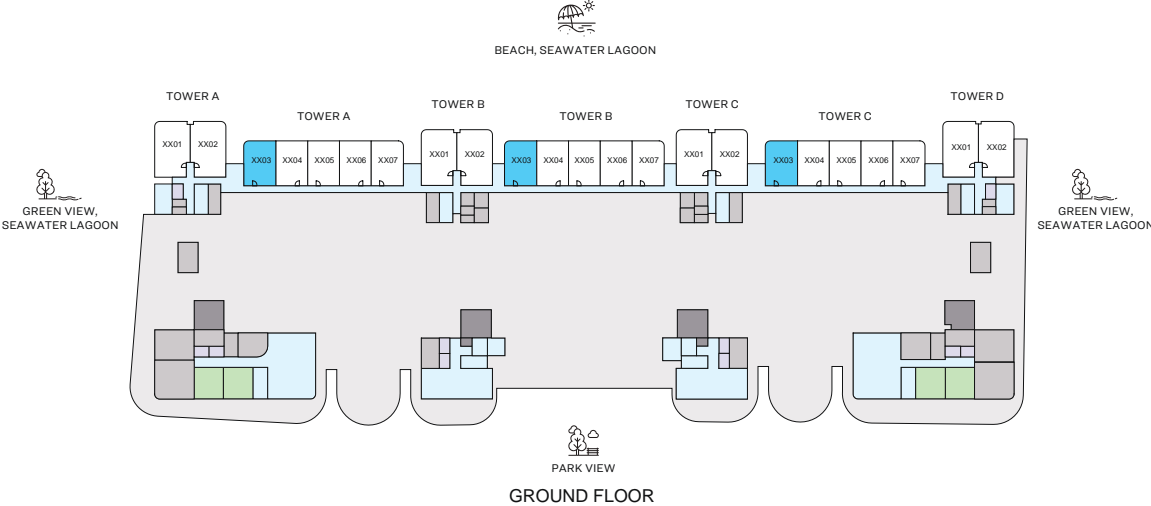 BEACH, SEAWATER LAGOON
TOWER A
TOWER A
TOWER B
TOWER B
TOWER C
TOWER C
TOWER D
XX01 XX02
XX03 XX04 XX05 XX06 XX07
XX01 XX02
XX03 XX04 XX05 XX06 XX07
XX01 XX02
XX03 XX04 XX05 XX06 XX07
XX01 XX02
GREEN VIEW,
SEAWATER LAGOON
GREEN VIEW,
SEAWATER LAGOON
PARK VIEW
GROUND FLOOR